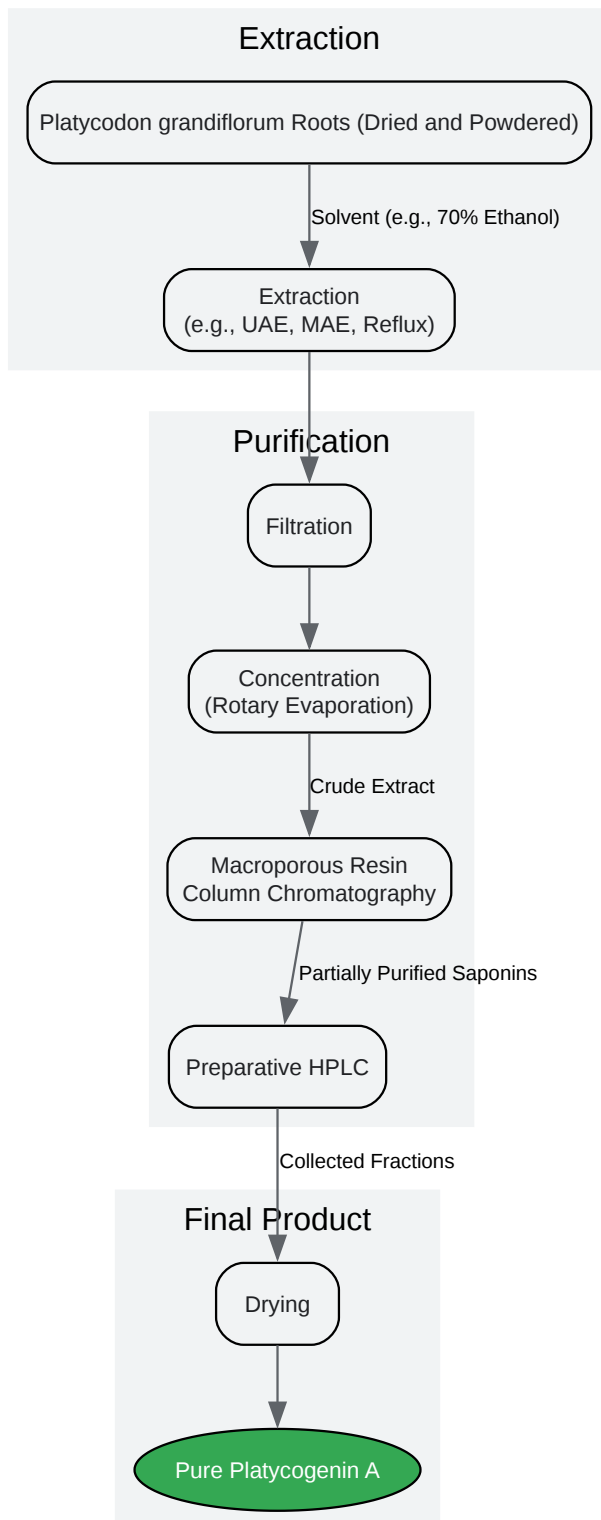 Extraction
Platycodon grandiflorum Roots (Dried and Powdered)
Solvent (e.g., 70% Ethanol)
Extraction
(e.g., UAE, MAE, Reflux)
Purification
Filtration
Concentration
(Rotary Evaporation)
Crude Extract
Macroporous Resin
Column Chromatography
Partially Purified Saponins
Preparative HPLC
Collected Fractions
Final Product
Drying
Pure Platycogenin A